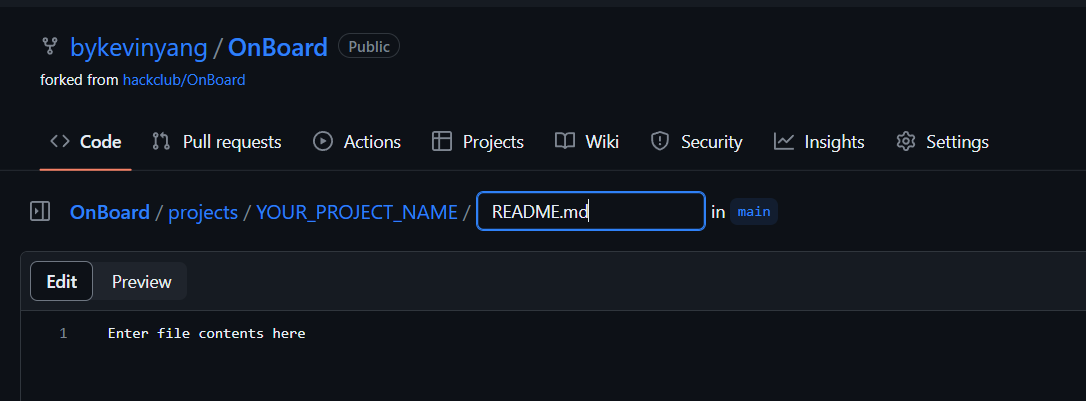 bykevinyang / OnBoard Public
forked from hackclub/OnBoard
Code Pull requests Actions Projects Wiki Security Insights Settings
OnBoard / projects / YOUR_PROJECT_NAME / README.md in main
Edit Preview
1 Enter file contents here